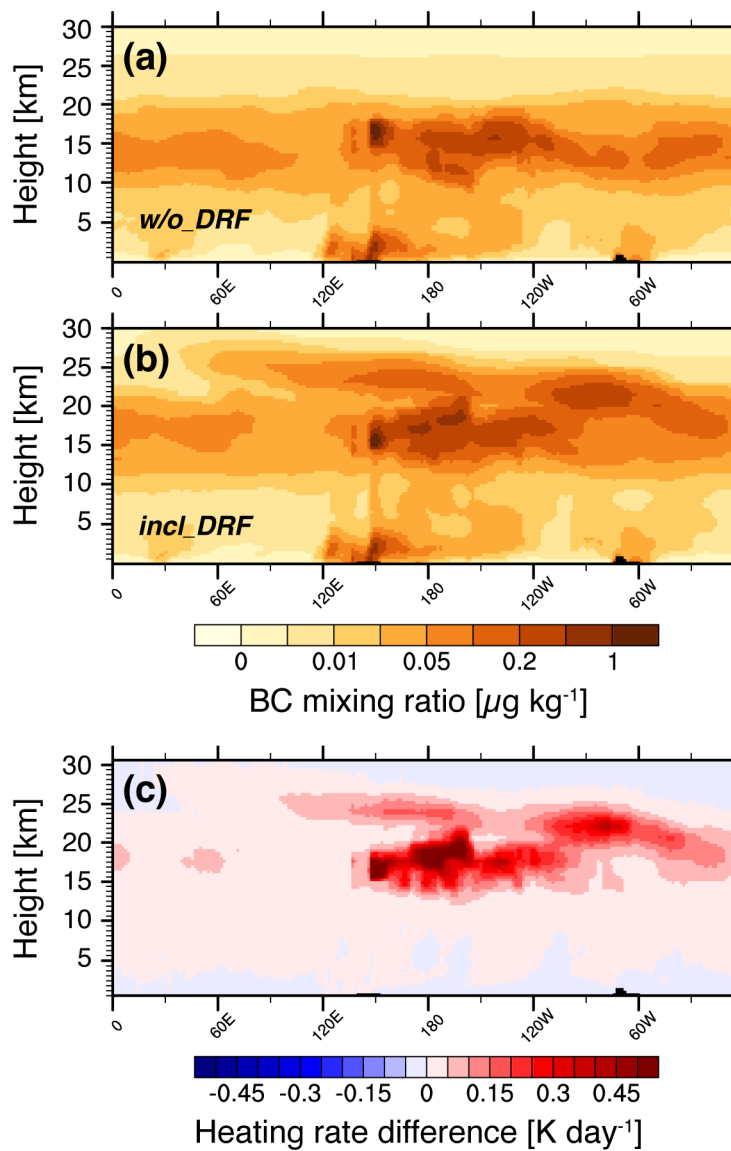 30
(a)
25
20
15
10
5
Height [km]
w/o_DRF
0
60E
120E
180
120W
60W
30
(b)
25
20
15
10
5
Height [km]
incl_DRF
0
60E
120E
180
120W
60W
0 0.01 0.05 0.2 1
BC mixing ratio [µg kg⁻¹]
30
(c)
25
20
15
10
5
Height [km]
0
60E
120E
180
120W
60W
-0.45 -0.3 -0.15 0 0.15 0.3 0.45
Heating rate difference [K day⁻¹]